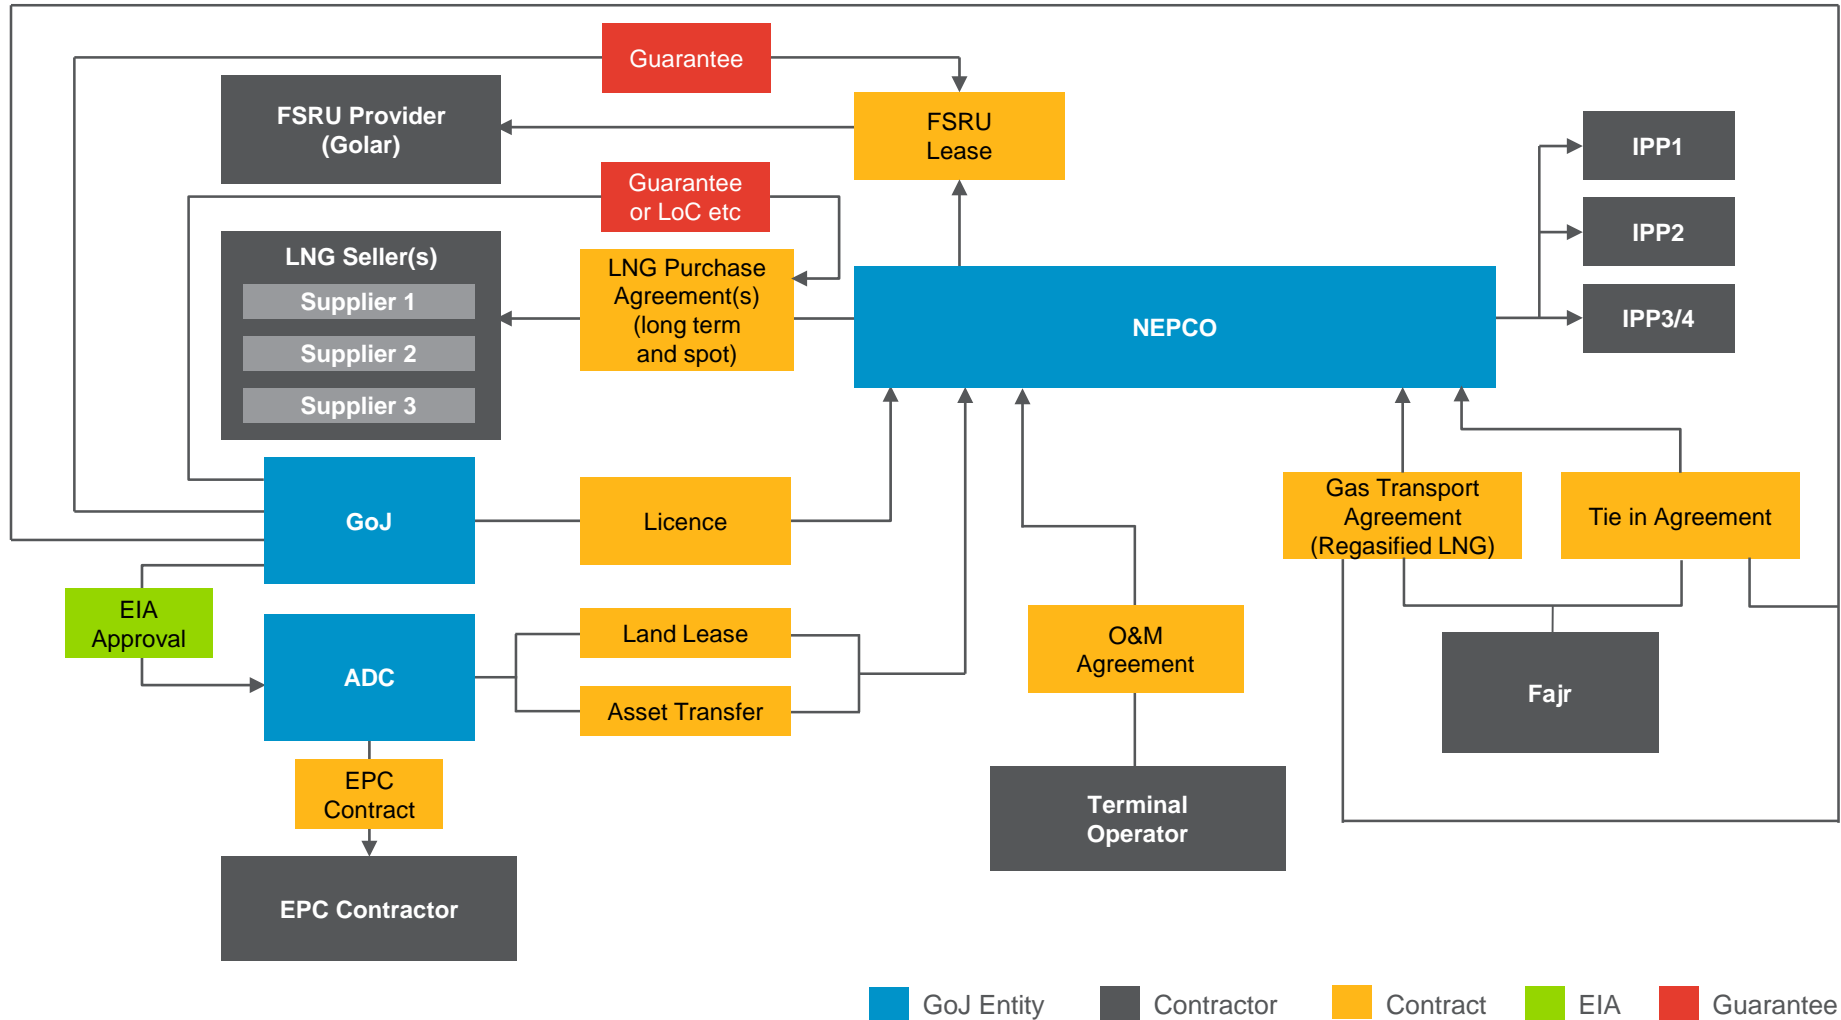 Guarantee
FSRU Provider
(Golar)
FSRU
Lease
IPP1
Guarantee
or LoC etc
IPP2
LNG Seller(s)
Supplier 1
Supplier 2
Supplier 3
LNG Purchase
Agreement(s)
(long term
and spot)
NEPCO
IPP3/4
GoJ
Licence
Gas Transport
Agreement
(Regasified LNG)
Tie in Agreement
EIA
Approval
ADC
Land Lease
Asset Transfer
O&M
Agreement
Fajr
EPC
Contract
Terminal
Operator
EPC Contractor
GoJ Entity
Contractor
Contract
EIA
Guarantee